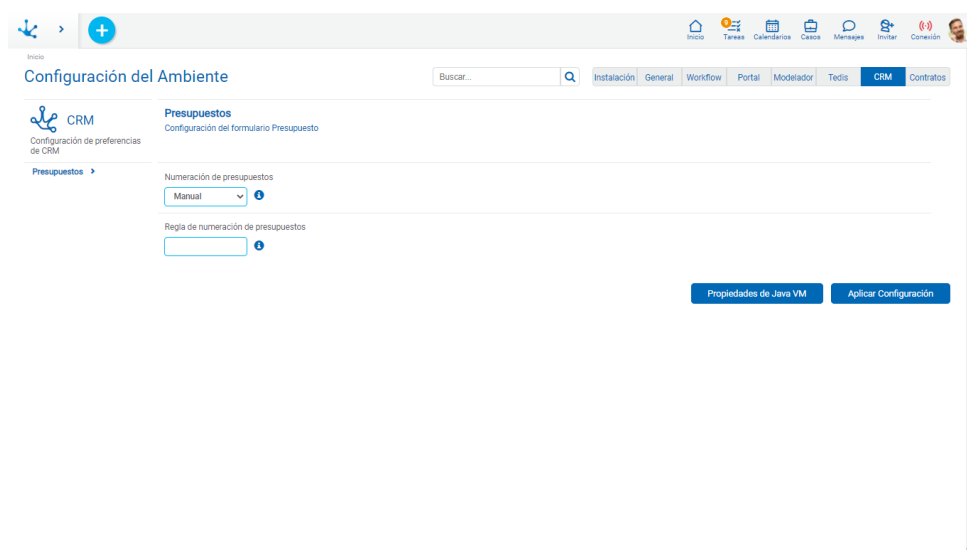 9
Inicio
Tareas
Calendarios
Casos
Mensajes
Invitar
Conexión
Inicio
Configuración del Ambiente
Buscar...
Instalación
General
Workflow
Portal
Modelador
Tedis
CRM
Contratos
CRM
Configuración de preferencias
de CRM
Presupuestos
Presupuestos
Configuración del formulario Presupuesto
Numeración de presupuestos
Manual
Regla de numeración de presupuestos
Propiedades de Java VM
Aplicar Configuración